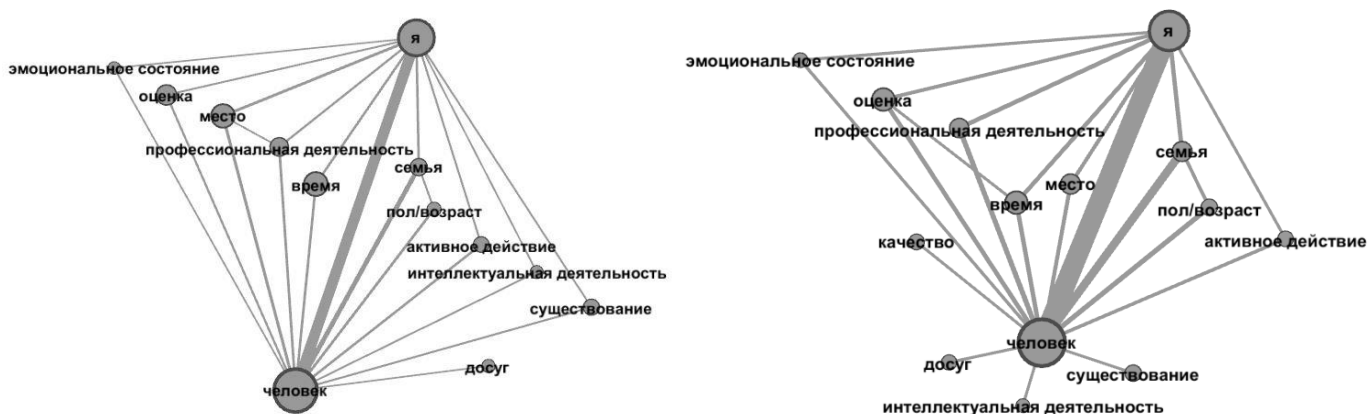 я
эмоциональное состояние
оценка
место
профессиональная деятельность
время
семья
пол/возраст
активное действие
интеллектуальная деятельность
существование
досуг
человек
я
эмоциональное состояние
оценка
профессиональная деятельность
семья
место
время
пол/возраст
качество
активное действие
человек
досуг
существование
интеллектуальная деятельность